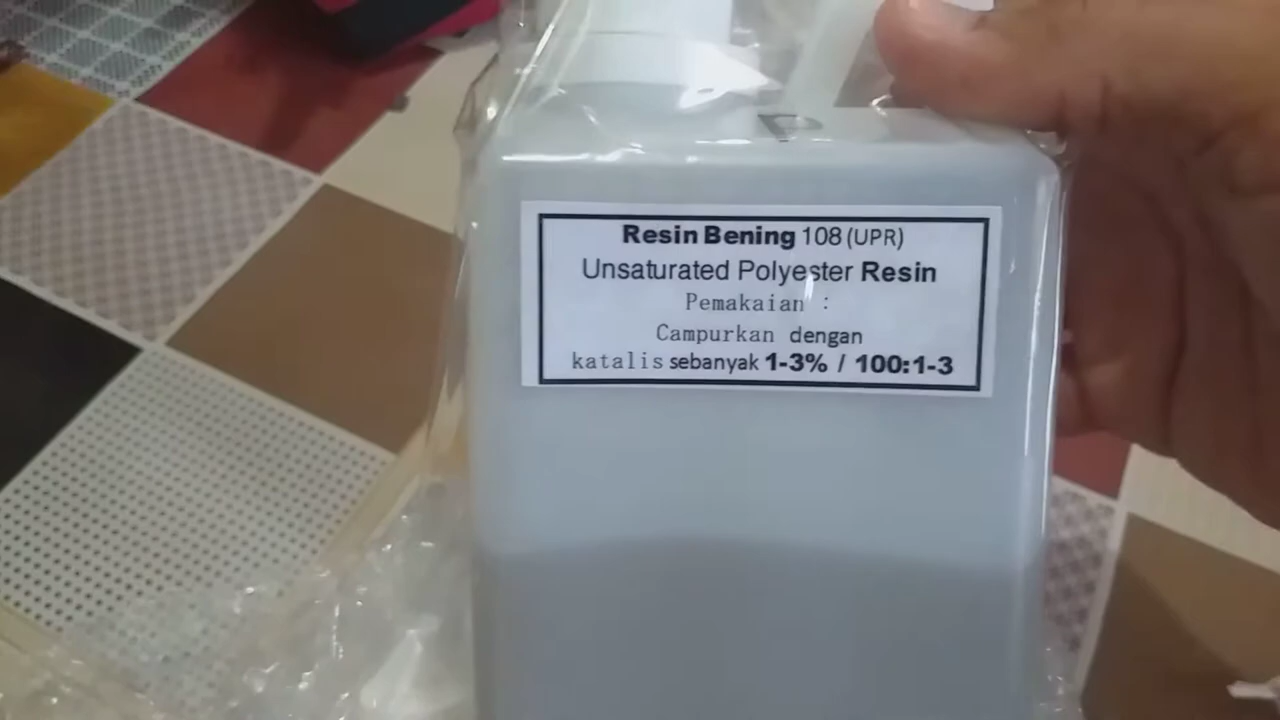 Resin Bening 108 (UPR)
Unsaturated Polyester Resin
Pemakaian :
Campurkan dengan
katalis sebanyak 1-3% / 100:1-3